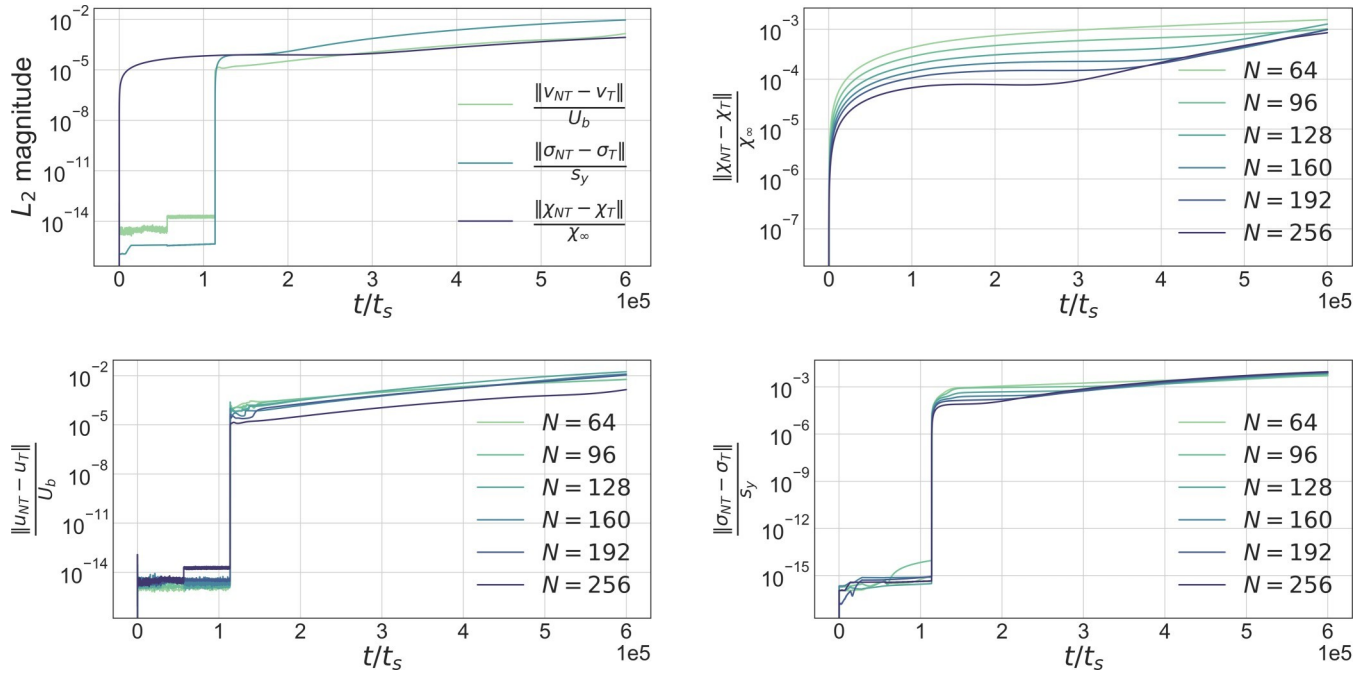 L₂ magnitude
10⁻²
10⁻⁵
10⁻⁸
10⁻¹¹
10⁻¹⁴
‖v_NT − v_T‖
U_b
‖σ_NT − σ_T‖
s_y
‖χ_NT − χ_T‖
χ_∞
0 1 2 3 4 5 6
t/t_s
1e5
‖χ_NT − χ_T‖
χ_∞
10⁻³
10⁻⁴
10⁻⁵
10⁻⁶
10⁻⁷
N = 64
N = 96
N = 128
N = 160
N = 192
N = 256
0 1 2 3 4 5 6
t/t_s
1e5
‖u_NT − u_T‖
U_b
10⁻²
10⁻⁵
10⁻⁸
10⁻¹¹
10⁻¹⁴
N = 64
N = 96
N = 128
N = 160
N = 192
N = 256
0 1 2 3 4 5 6
t/t_s
1e5
‖σ_NT − σ_T‖
s_y
10⁻³
10⁻⁶
10⁻⁹
10⁻¹²
10⁻¹⁵
N = 64
N = 96
N = 128
N = 160
N = 192
N = 256
0 1 2 3 4 5 6
t/t_s
1e5